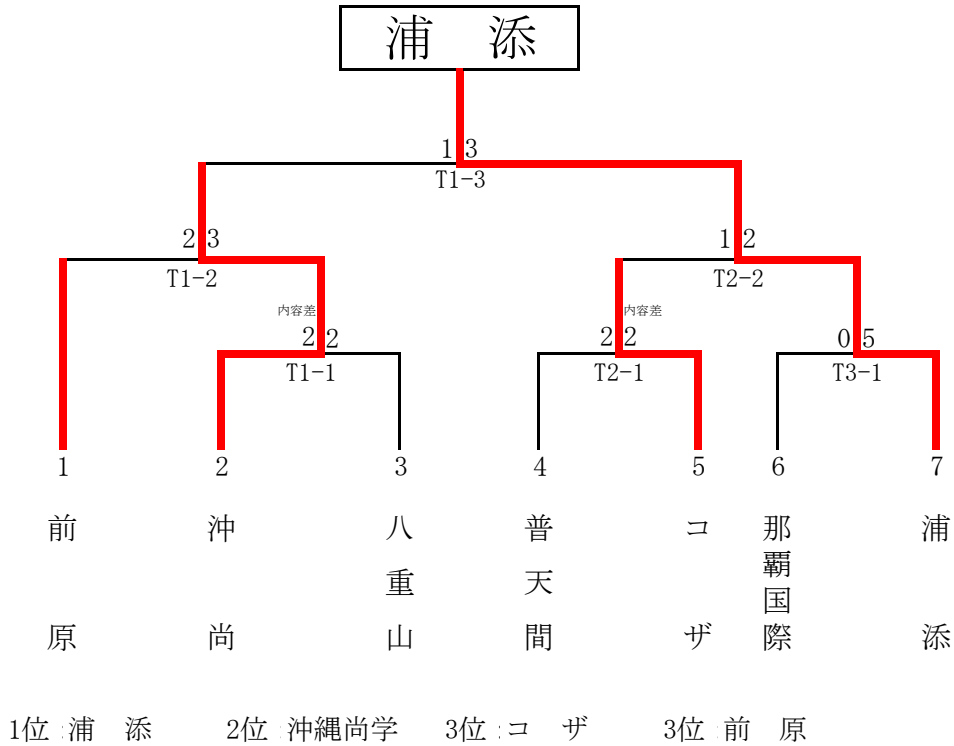 浦　添
1 3
T1-3
2 3
1 2
T1-2
T2-2
内容差
内容差
2 2
2 2
0 5
T1-1
T2-1
T3-1
1 2 3 4 5 6 7
前原
沖尚
八重山
普天間
コザ
那覇国際
浦添
1位:浦　添　2位:沖縄尚学　3位:コ　ザ　3位:前　原